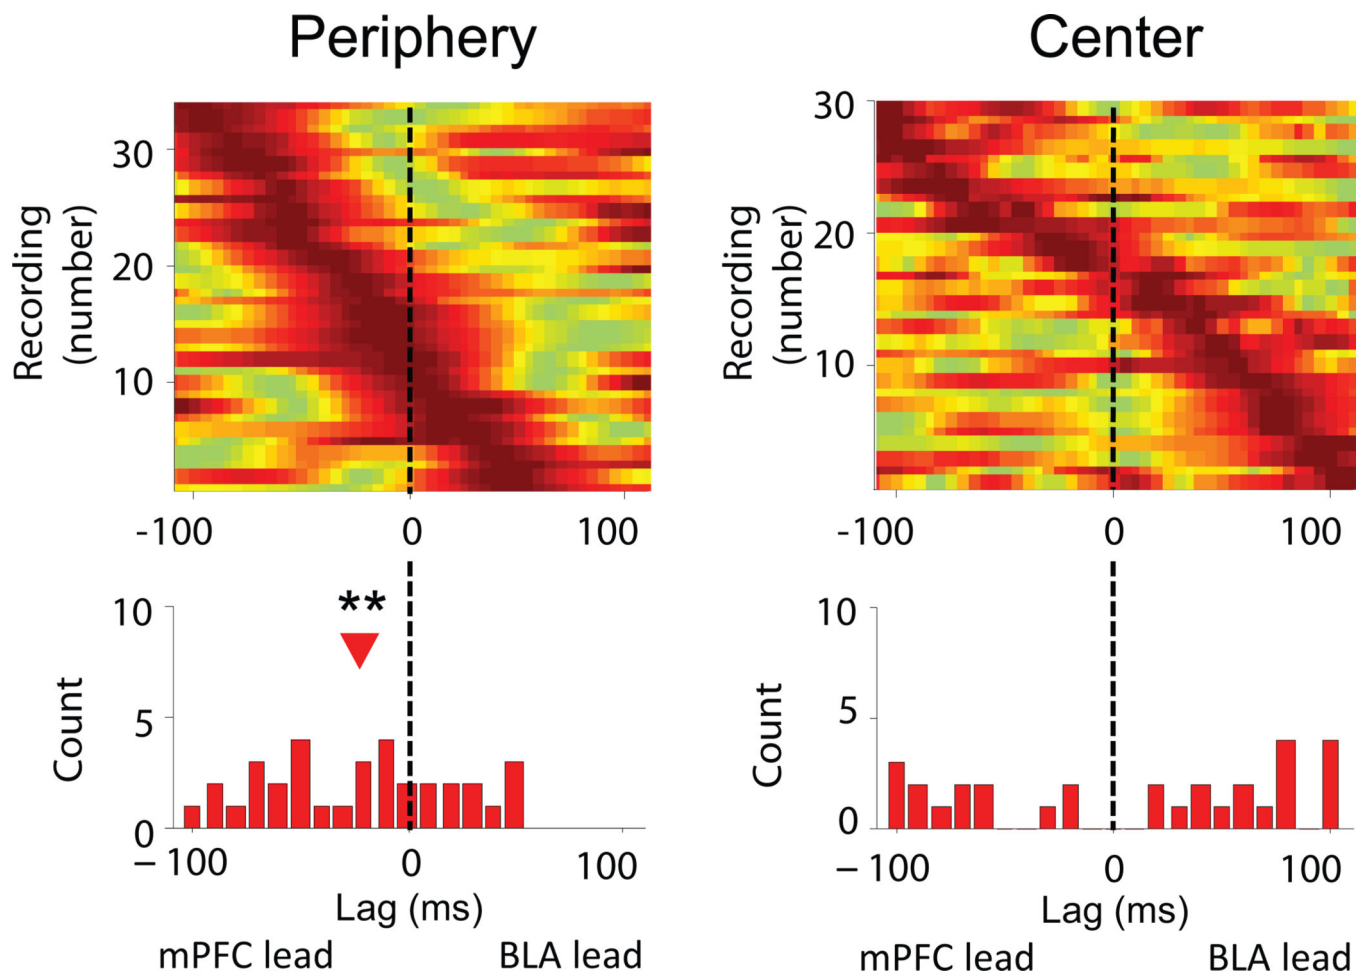 Periphery
Center
Recording
(number)
30
20
10
-100 0 100
Recording
(number)
30
20
10
-100 0 100
Count
10
5
0
**
– 100 0 100
Lag (ms)
mPFC lead BLA lead
Count
10
5
0
– 100 0 100
Lag (ms)
mPFC lead BLA lead